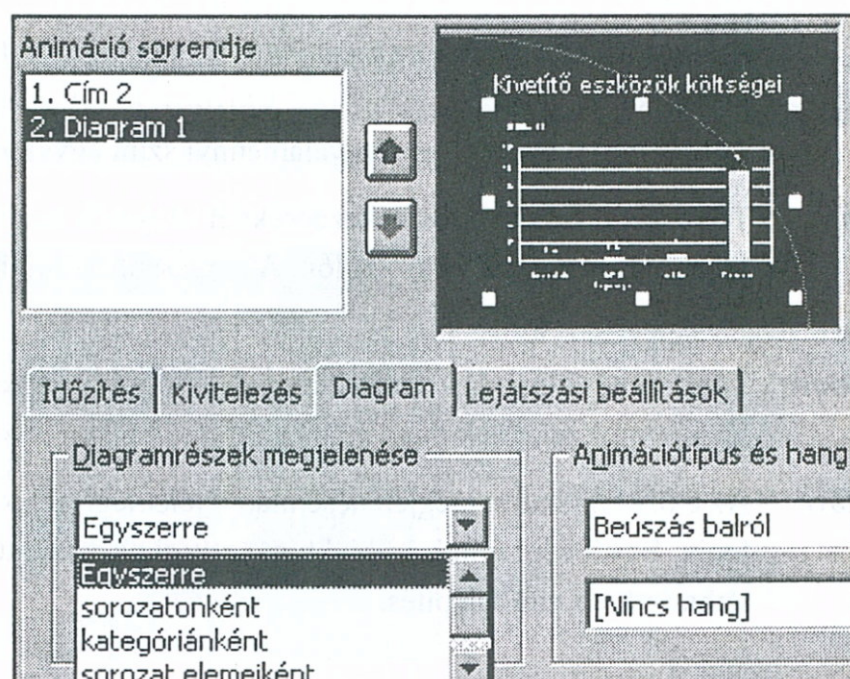 Animáció sorrendje
1. Cím 2
2. Diagram 1
Kivetítő eszközök költségei
Időzítés
Kivitelezés
Diagram
Lejátszási beállítások
Diagramrészek megjelenése
Egyszerre
Egyszerre
sorozatonként
kategóriánként
sorozat elemeiként
Animációtípus és hang
Beúszás balról
[Nincs hang]